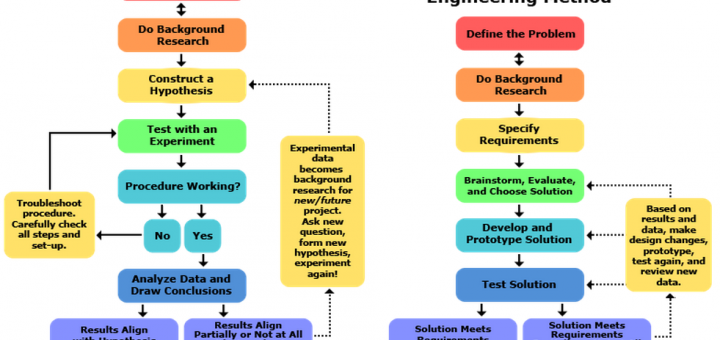 Engineering Method
Do Background
Research
Construct a
Hypothesis
Test with an
Experiment
Procedure Working?
No
Yes
Troubleshoot
procedure.
Carefully check
all steps and
set-up.
Experimental
data
becomes
background
research for
new/future
project.
Ask new
question,
form new
hypothesis,
experiment
again!
Analyze Data and
Draw Conclusions
Results Align
with Hypothesis
Results Align
Partially or Not at All
Define the Problem
Do Background
Research
Specify
Requirements
Brainstorm, Evaluate,
and Choose Solution
Develop and
Prototype Solution
Test Solution
Based on
results and
data, make
design changes,
prototype,
test again, and
review new
data.
Solution Meets
Requirements
Solution Meets
Requirements